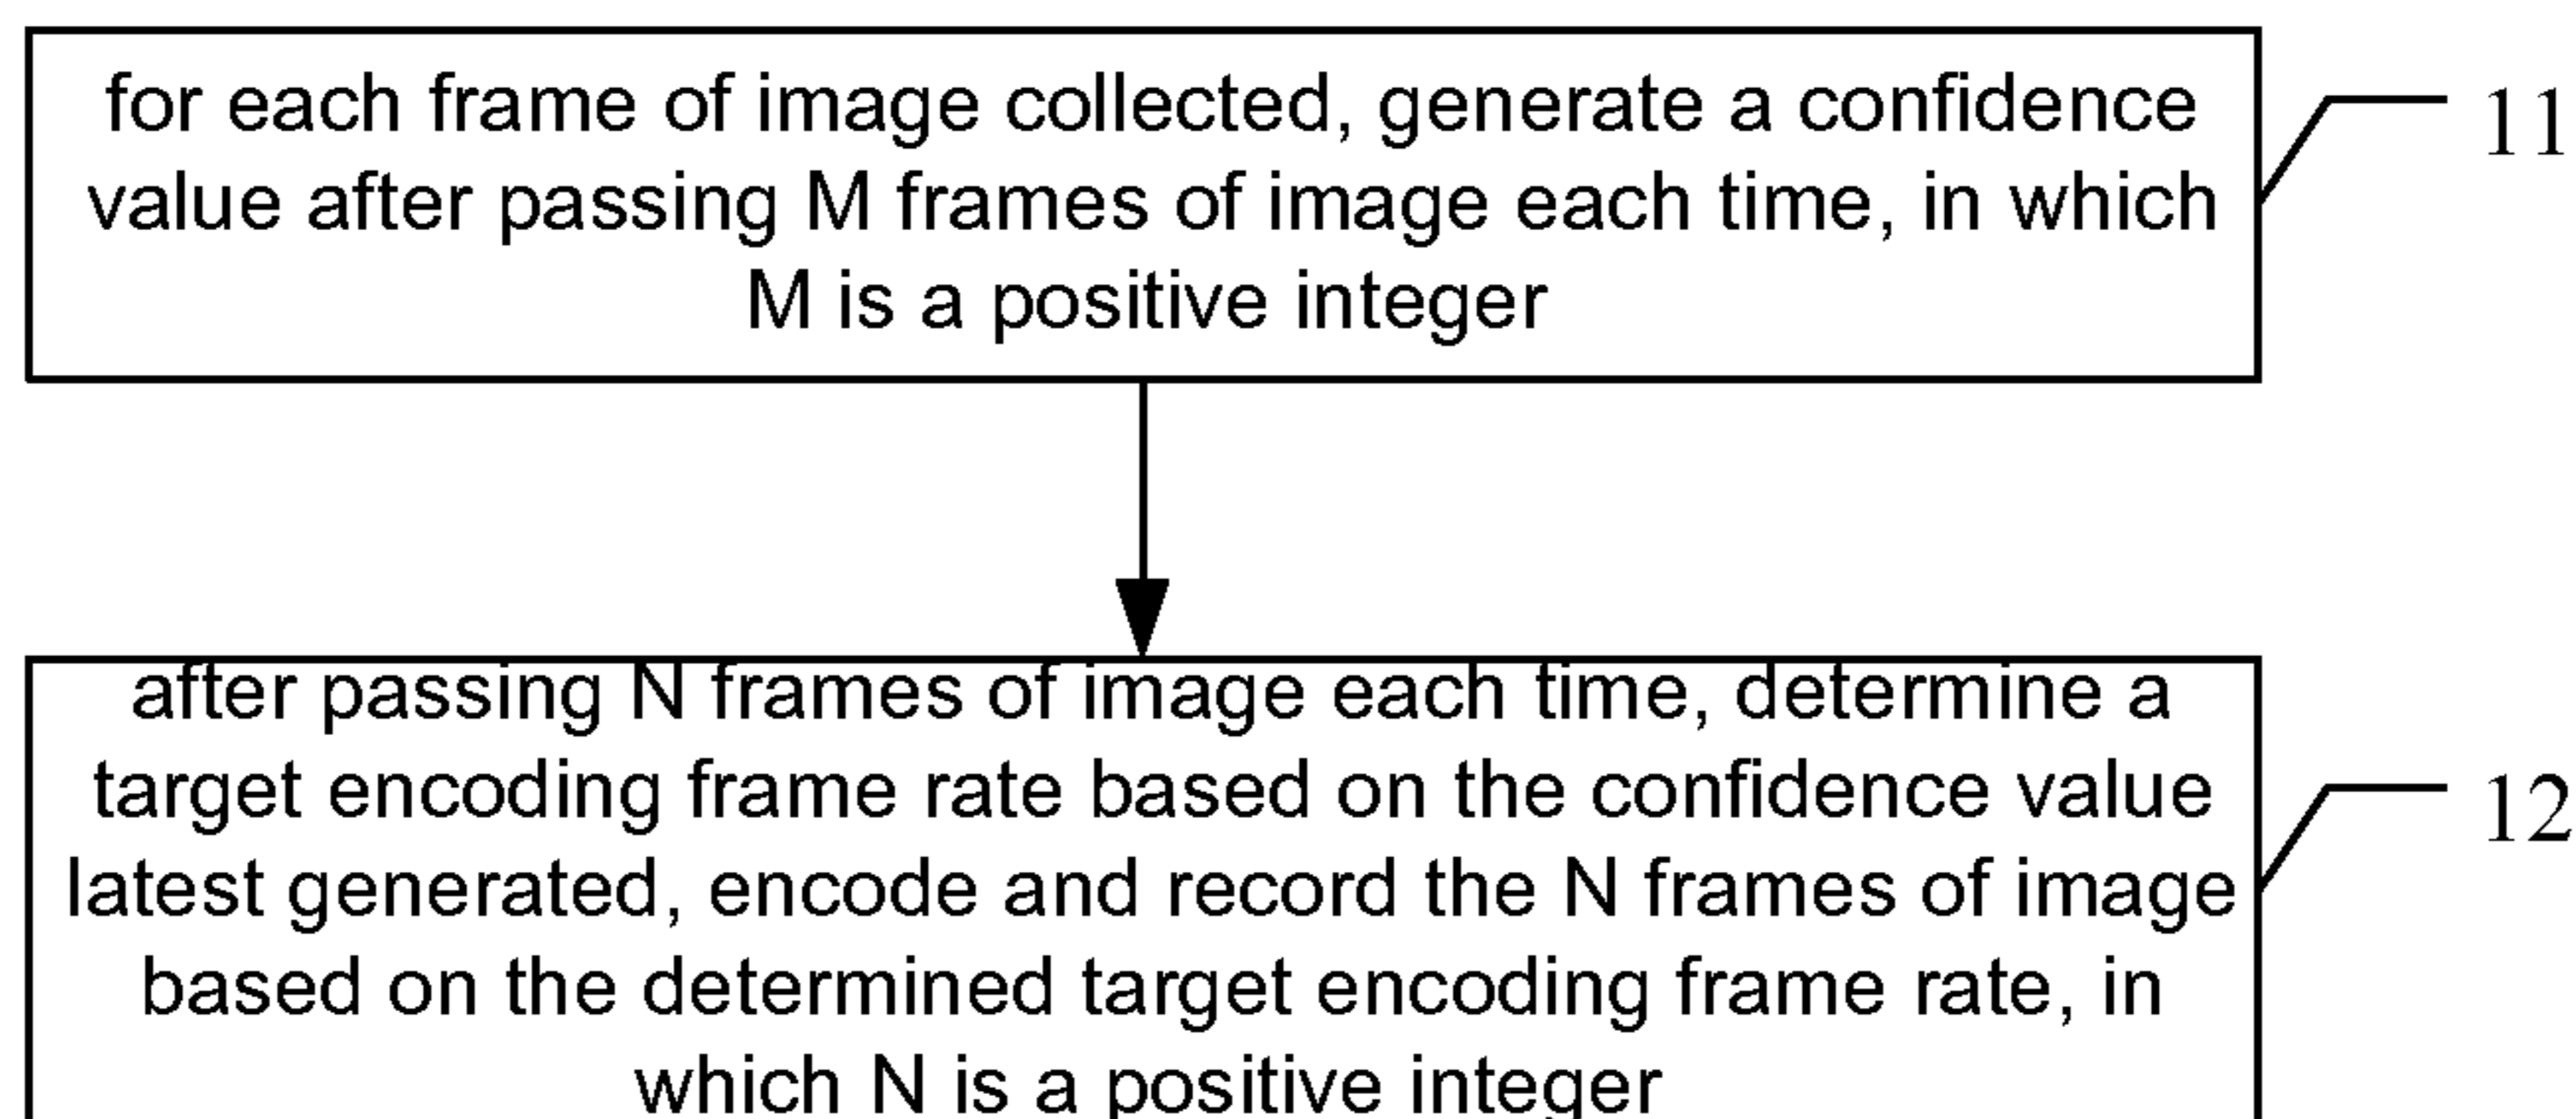 for each frame of image collected, generate a confidence
value after passing M frames of image each time, in which
M is a positive integer
11
after passing N frames of image each time, determine a
target encoding frame rate based on the confidence value
latest generated, encode and record the N frames of image
based on the determined target encoding frame rate, in
which N is a positive integer
12